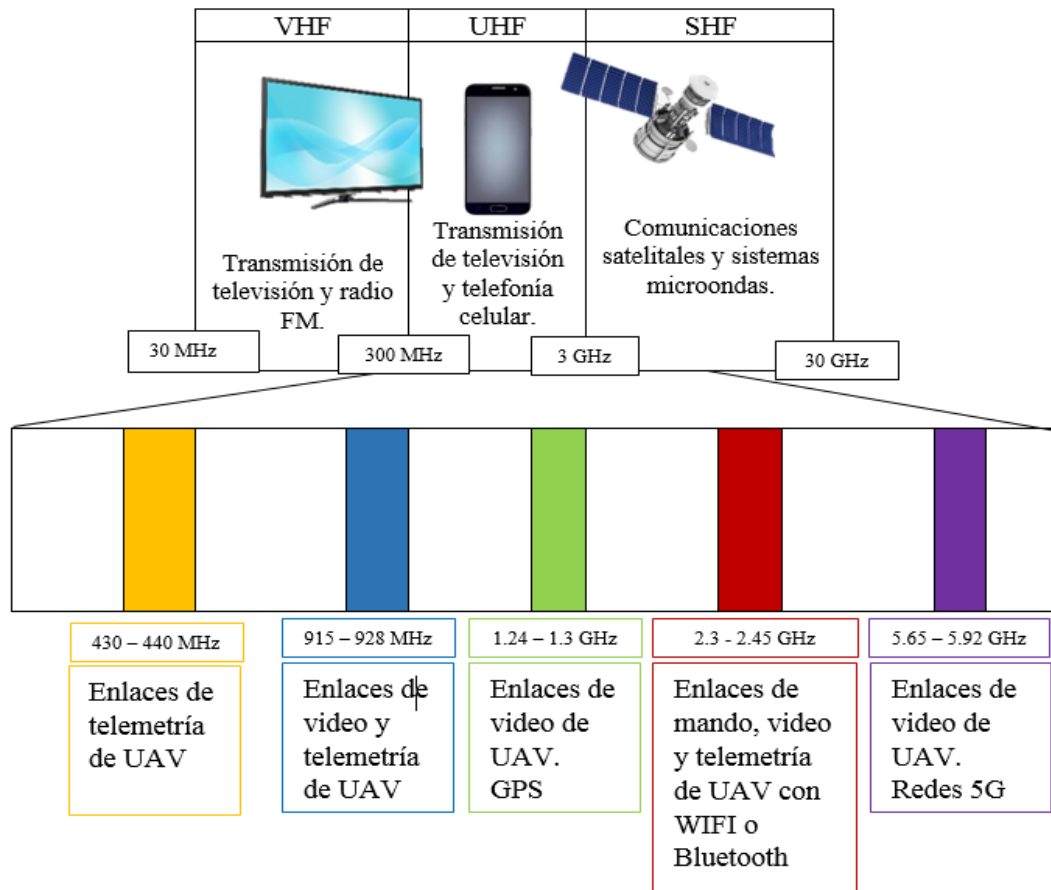 VHF
UHF
SHF
Transmisión de
televisión y radio
FM.
Transmisión
de televisión
y telefonía
celular.
Comunicaciones
satelitales y sistemas
microondas.
30 MHz
300 MHz
3 GHz
30 GHz
430 – 440 MHz
915 – 928 MHz
1.24 – 1.3 GHz
2.3 - 2.45 GHz
5.65 – 5.92 GHz
Enlaces de
telemetría
de UAV
Enlaces de
video y
telemetría
de UAV
Enlaces de
video de
UAV.
GPS
Enlaces de
mando, video
y telemetría
de UAV con
WIFI o
Bluetooth
Enlaces de
video de
UAV.
Redes 5G